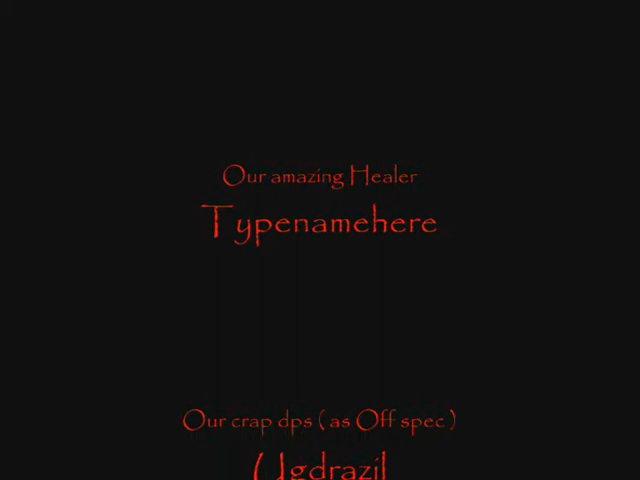 Our amazing Healer
Typenamehere
Our crap dps ( as Off spec )
Ugdrazil